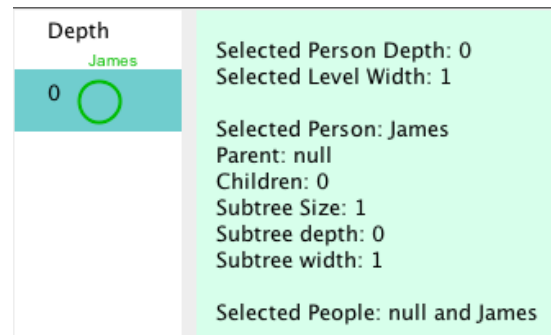 Depth
James
0
Selected Person Depth: 0
Selected Level Width: 1
Selected Person: James
Parent: null
Children: 0
Subtree Size: 1
Subtree depth: 0
Subtree width: 1
Selected People: null and James